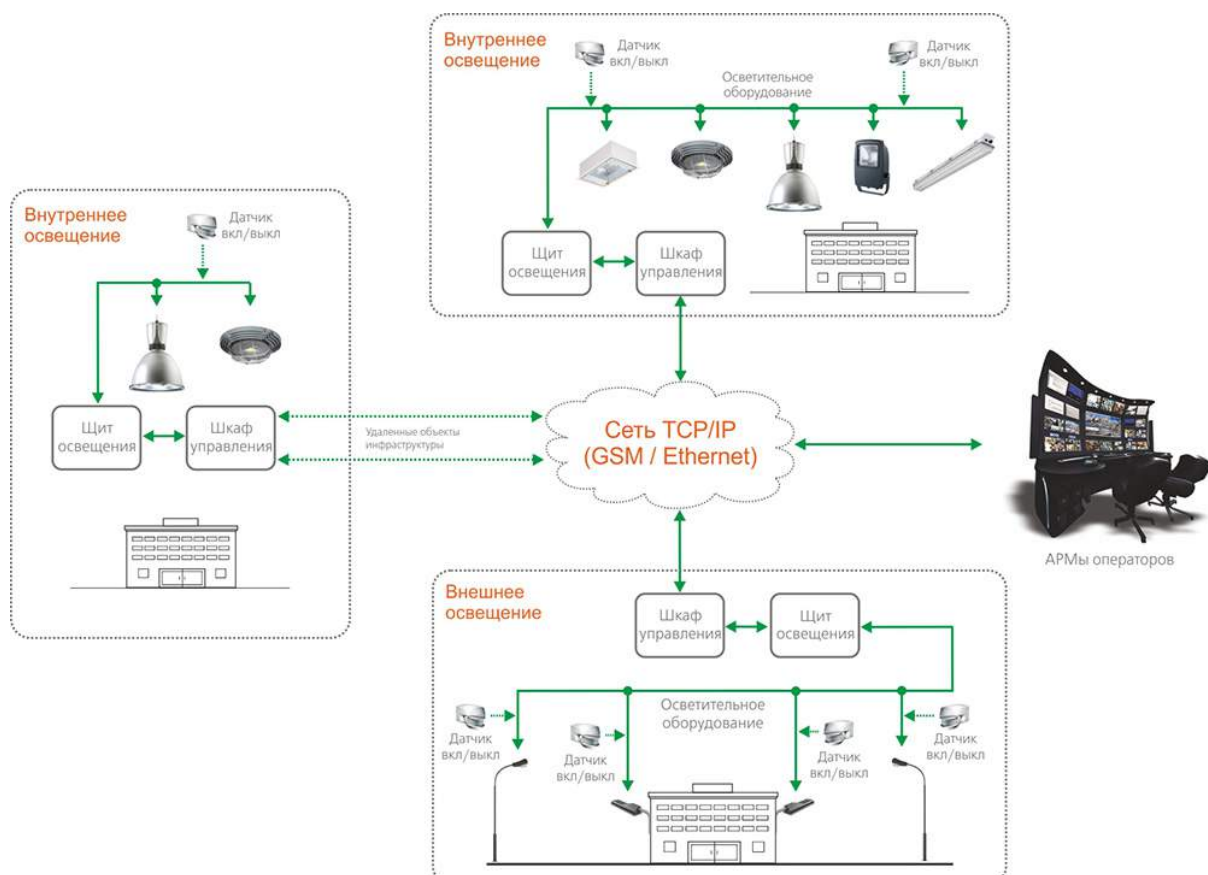 Внутреннее
освещение
Датчик
вкл/выкл
Датчик
вкл/выкл
Осветительное
оборудование
Щит
освещения
Шкаф
управления
Внутреннее
освещение
Датчик
вкл/выкл
Щит
освещения
Шкаф
управления
Удаленные объекты
инфраструктуры
Сеть TCP/IP
(GSM / Ethernet)
АРМы операторов
Внешнее
освещение
Шкаф
управления
Щит
освещения
Осветительное
оборудование
Датчик
вкл/выкл
Датчик
вкл/выкл
Датчик
вкл/выкл
Датчик
вкл/выкл